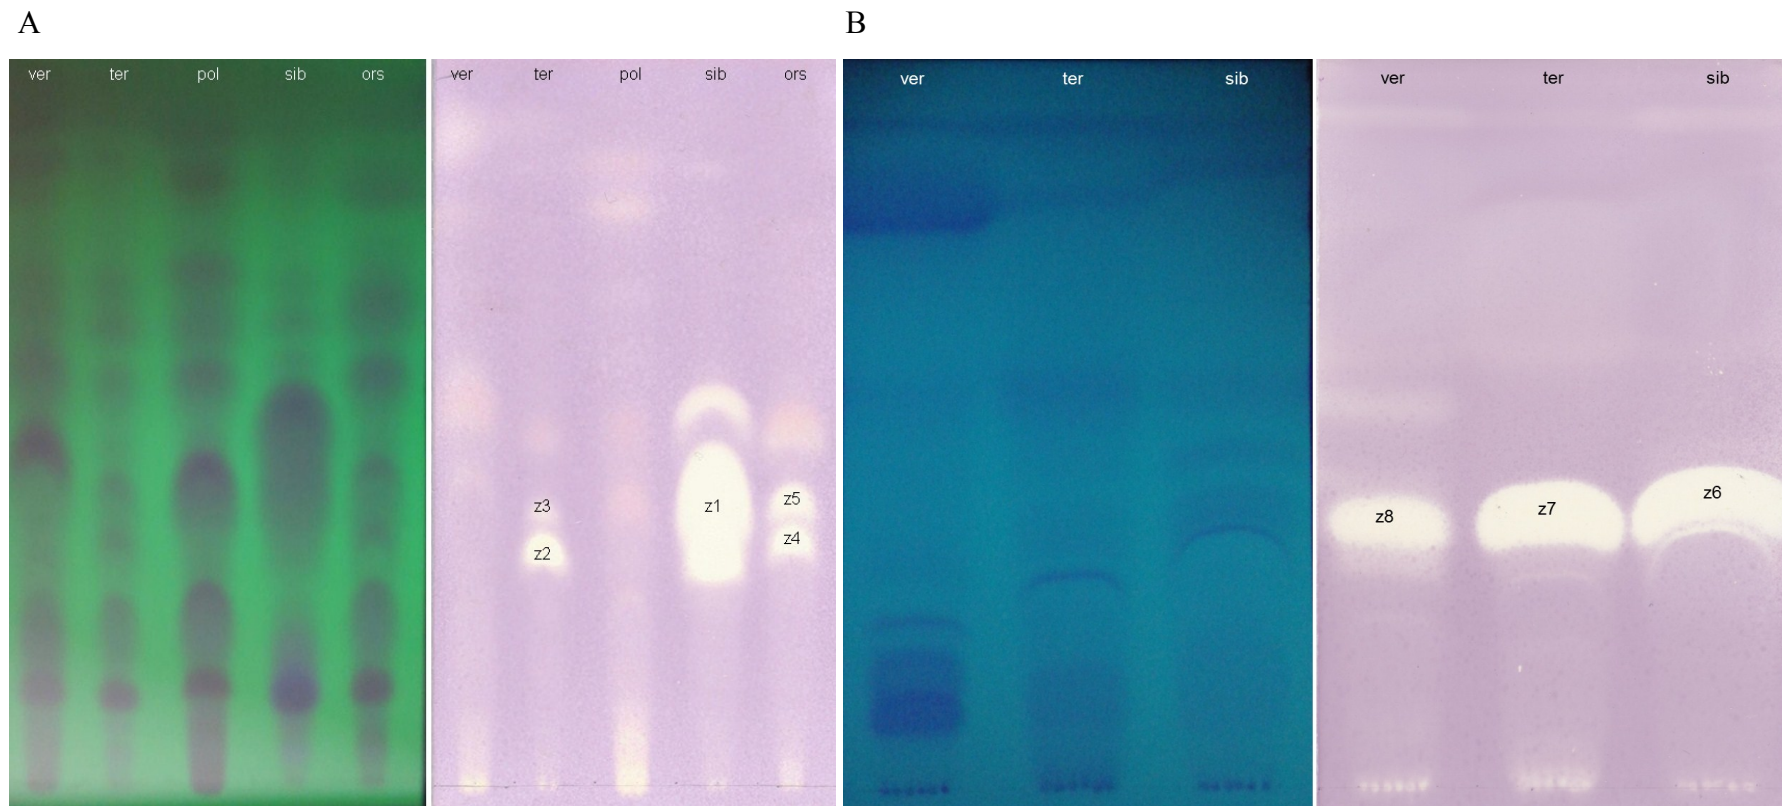 A
B
ver ter pol sib ors
ver ter pol sib ors
ver ter sib
ver ter sib
z3
z2
z1
z5
z4
z8
z7
z6